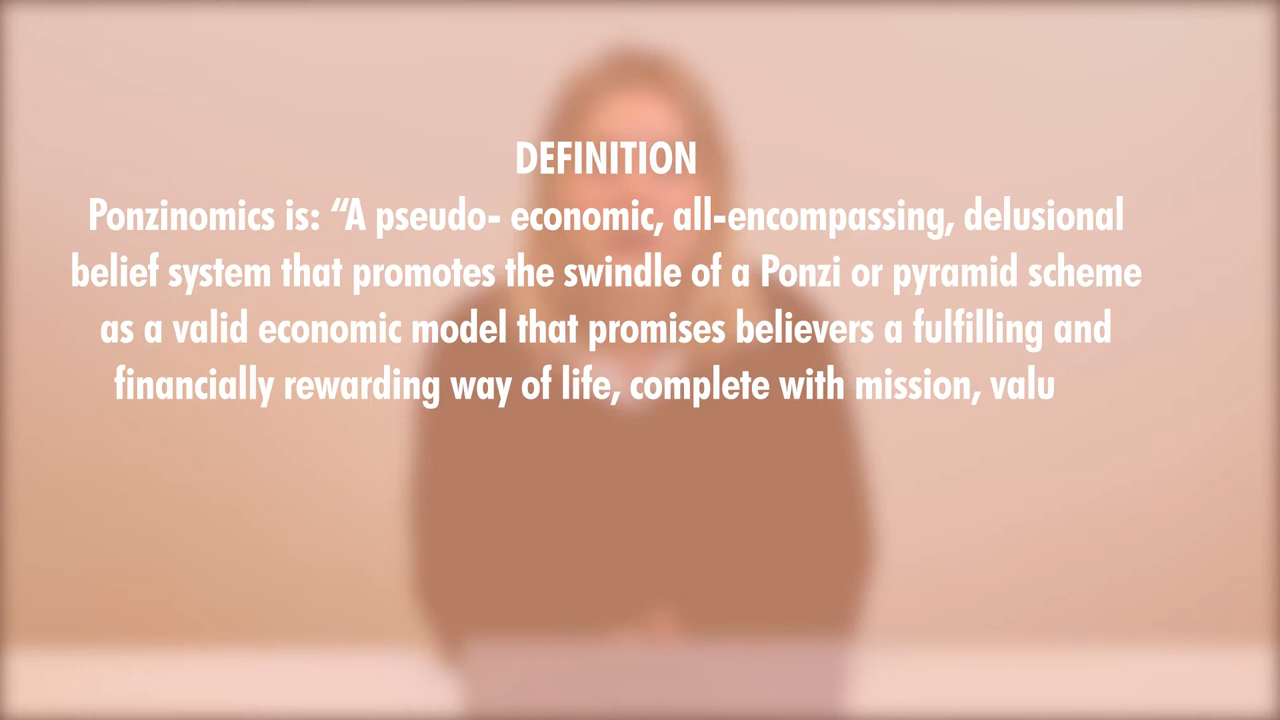 DEFINITION
Ponzinomics is: “A pseudo- economic, all-encompassing, delusional
belief system that promotes the swindle of a Ponzi or pyramid scheme
as a valid economic model that promises believers a fulfilling and
financially rewarding way of life, complete with mission, valu